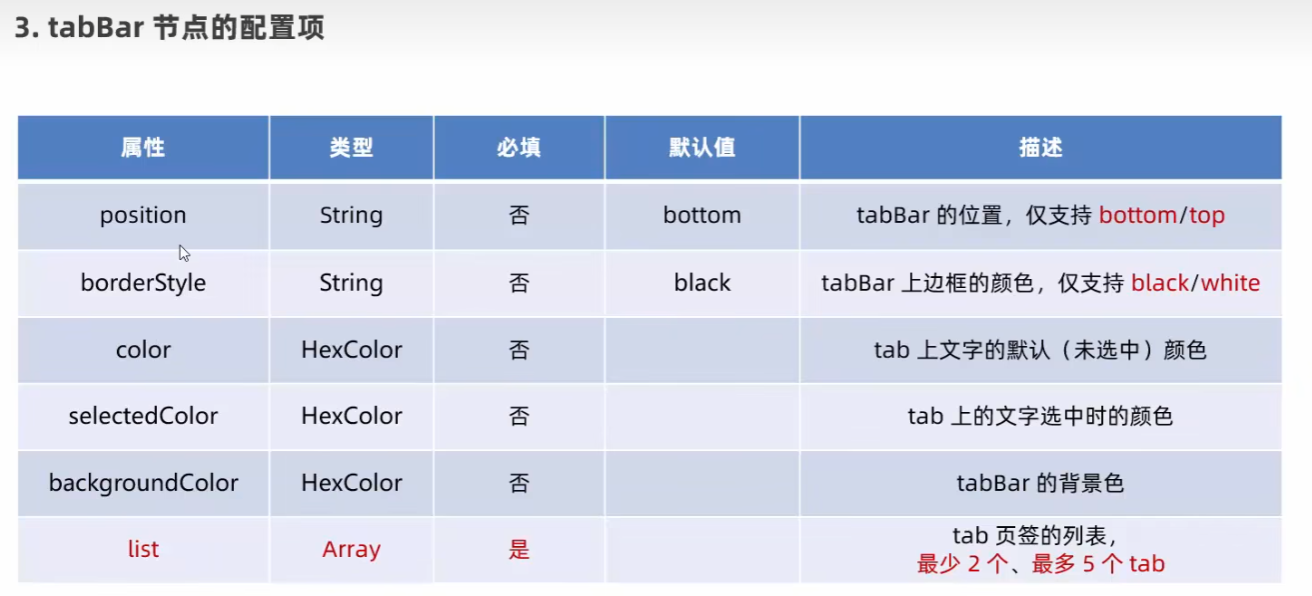 3. tabBar 节点的配置项
属性 类型 必填 默认值 描述
position String 否 bottom tabBar 的位置，仅支持 bottom/top
borderStyle String 否 black tabBar 上边框的颜色，仅支持 black/white
color HexColor 否 tab 上文字的默认（未选中）颜色
selectedColor HexColor 否 tab 上的文字选中时的颜色
backgroundColor HexColor 否 tabBar 的背景色
list Array 是 tab 页签的列表，
最少 2 个、最多 5 个 tab